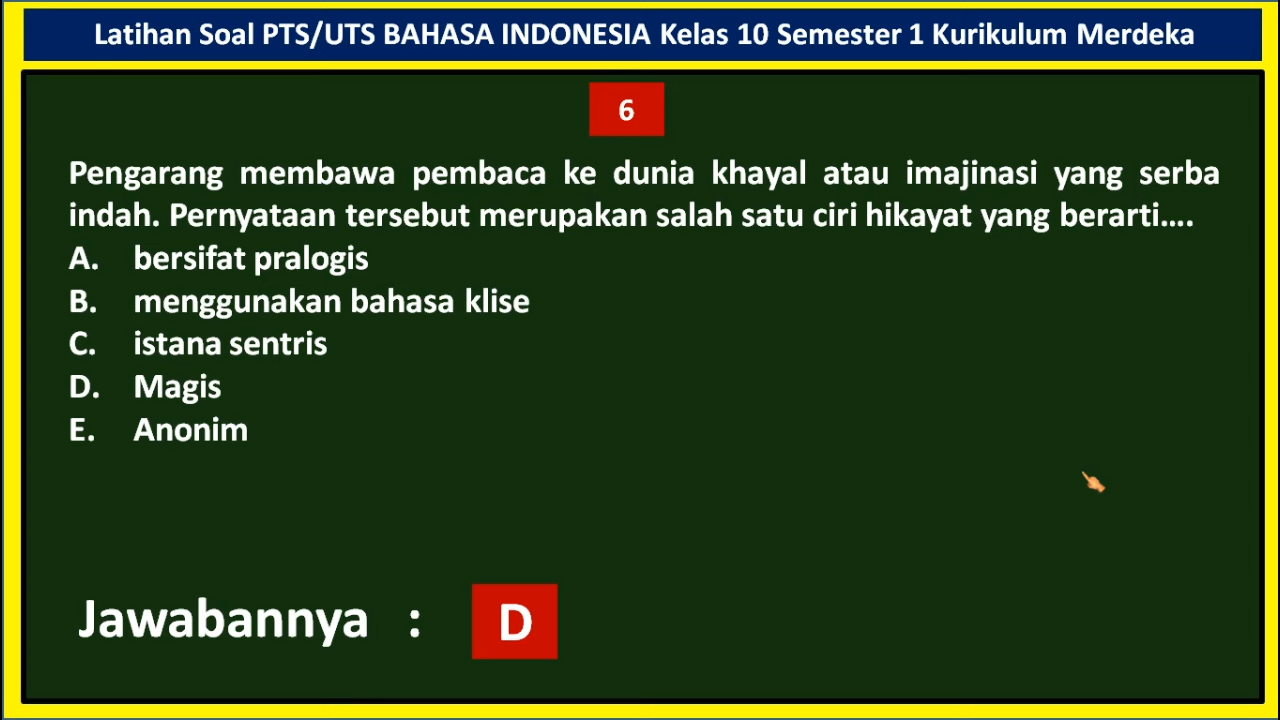 Latihan Soal PTS/UTS BAHASA INDONESIA Kelas 10 Semester 1 Kurikulum Merdeka
6
Pengarang membawa pembaca ke dunia khayal atau imajinasi yang serba
indah. Pernyataan tersebut merupakan salah satu ciri hikayat yang berarti....
A. bersifat pralogis
B. menggunakan bahasa klise
C. istana sentris
D. Magis
E. Anonim
Jawabannya : D